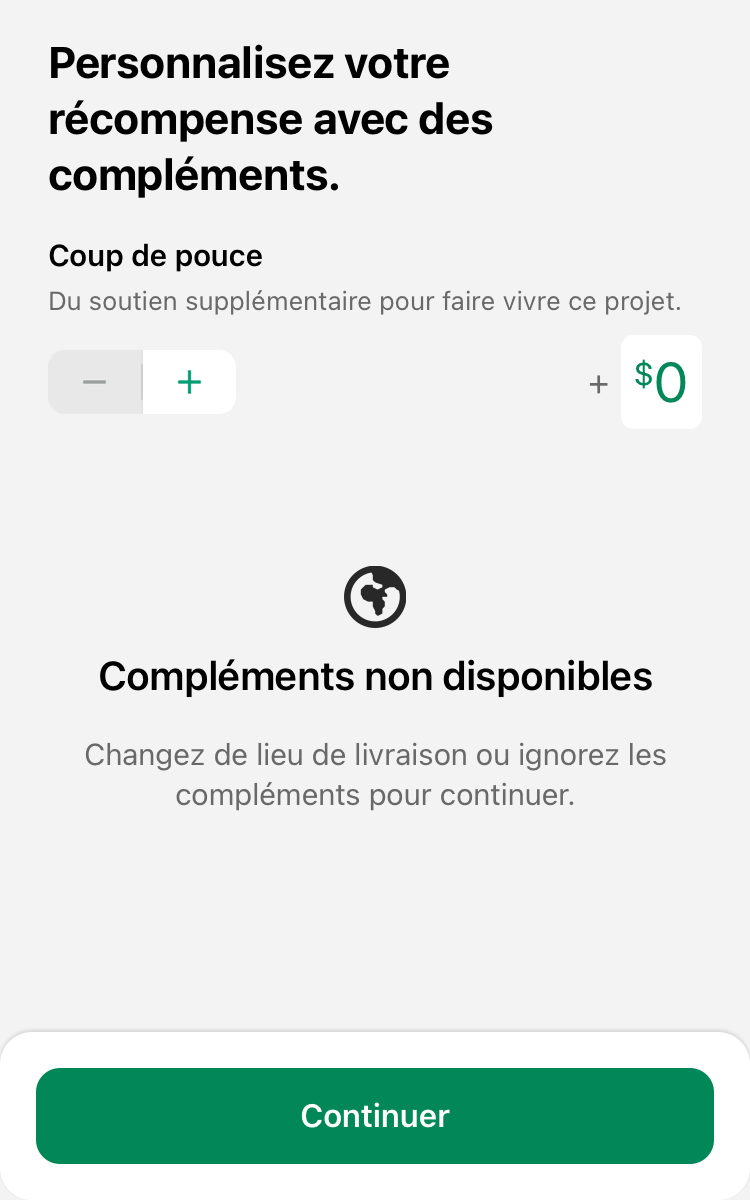 Personnalisez votre
récompense avec des
compléments.
Coup de pouce
Du soutien supplémentaire pour faire vivre ce projet.
− +
+ $0
Compléments non disponibles
Changez de lieu de livraison ou ignorez les
compléments pour continuer.
Continuer